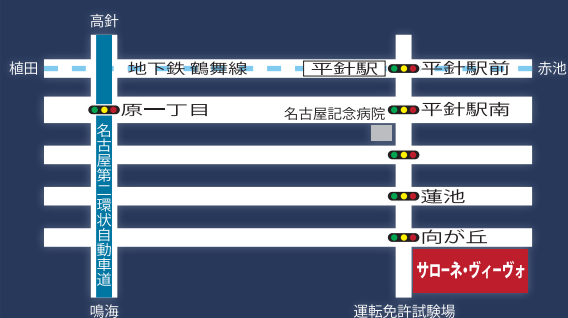 高針
植田
地下鉄 鶴舞線
平針駅
平針駅前
赤池
原一丁目
名古屋記念病院
平針駅南
名古屋第二環状自動車道
蓮池
向が丘
サローネ・ヴィーヴォ
鳴海
運転免許試験場